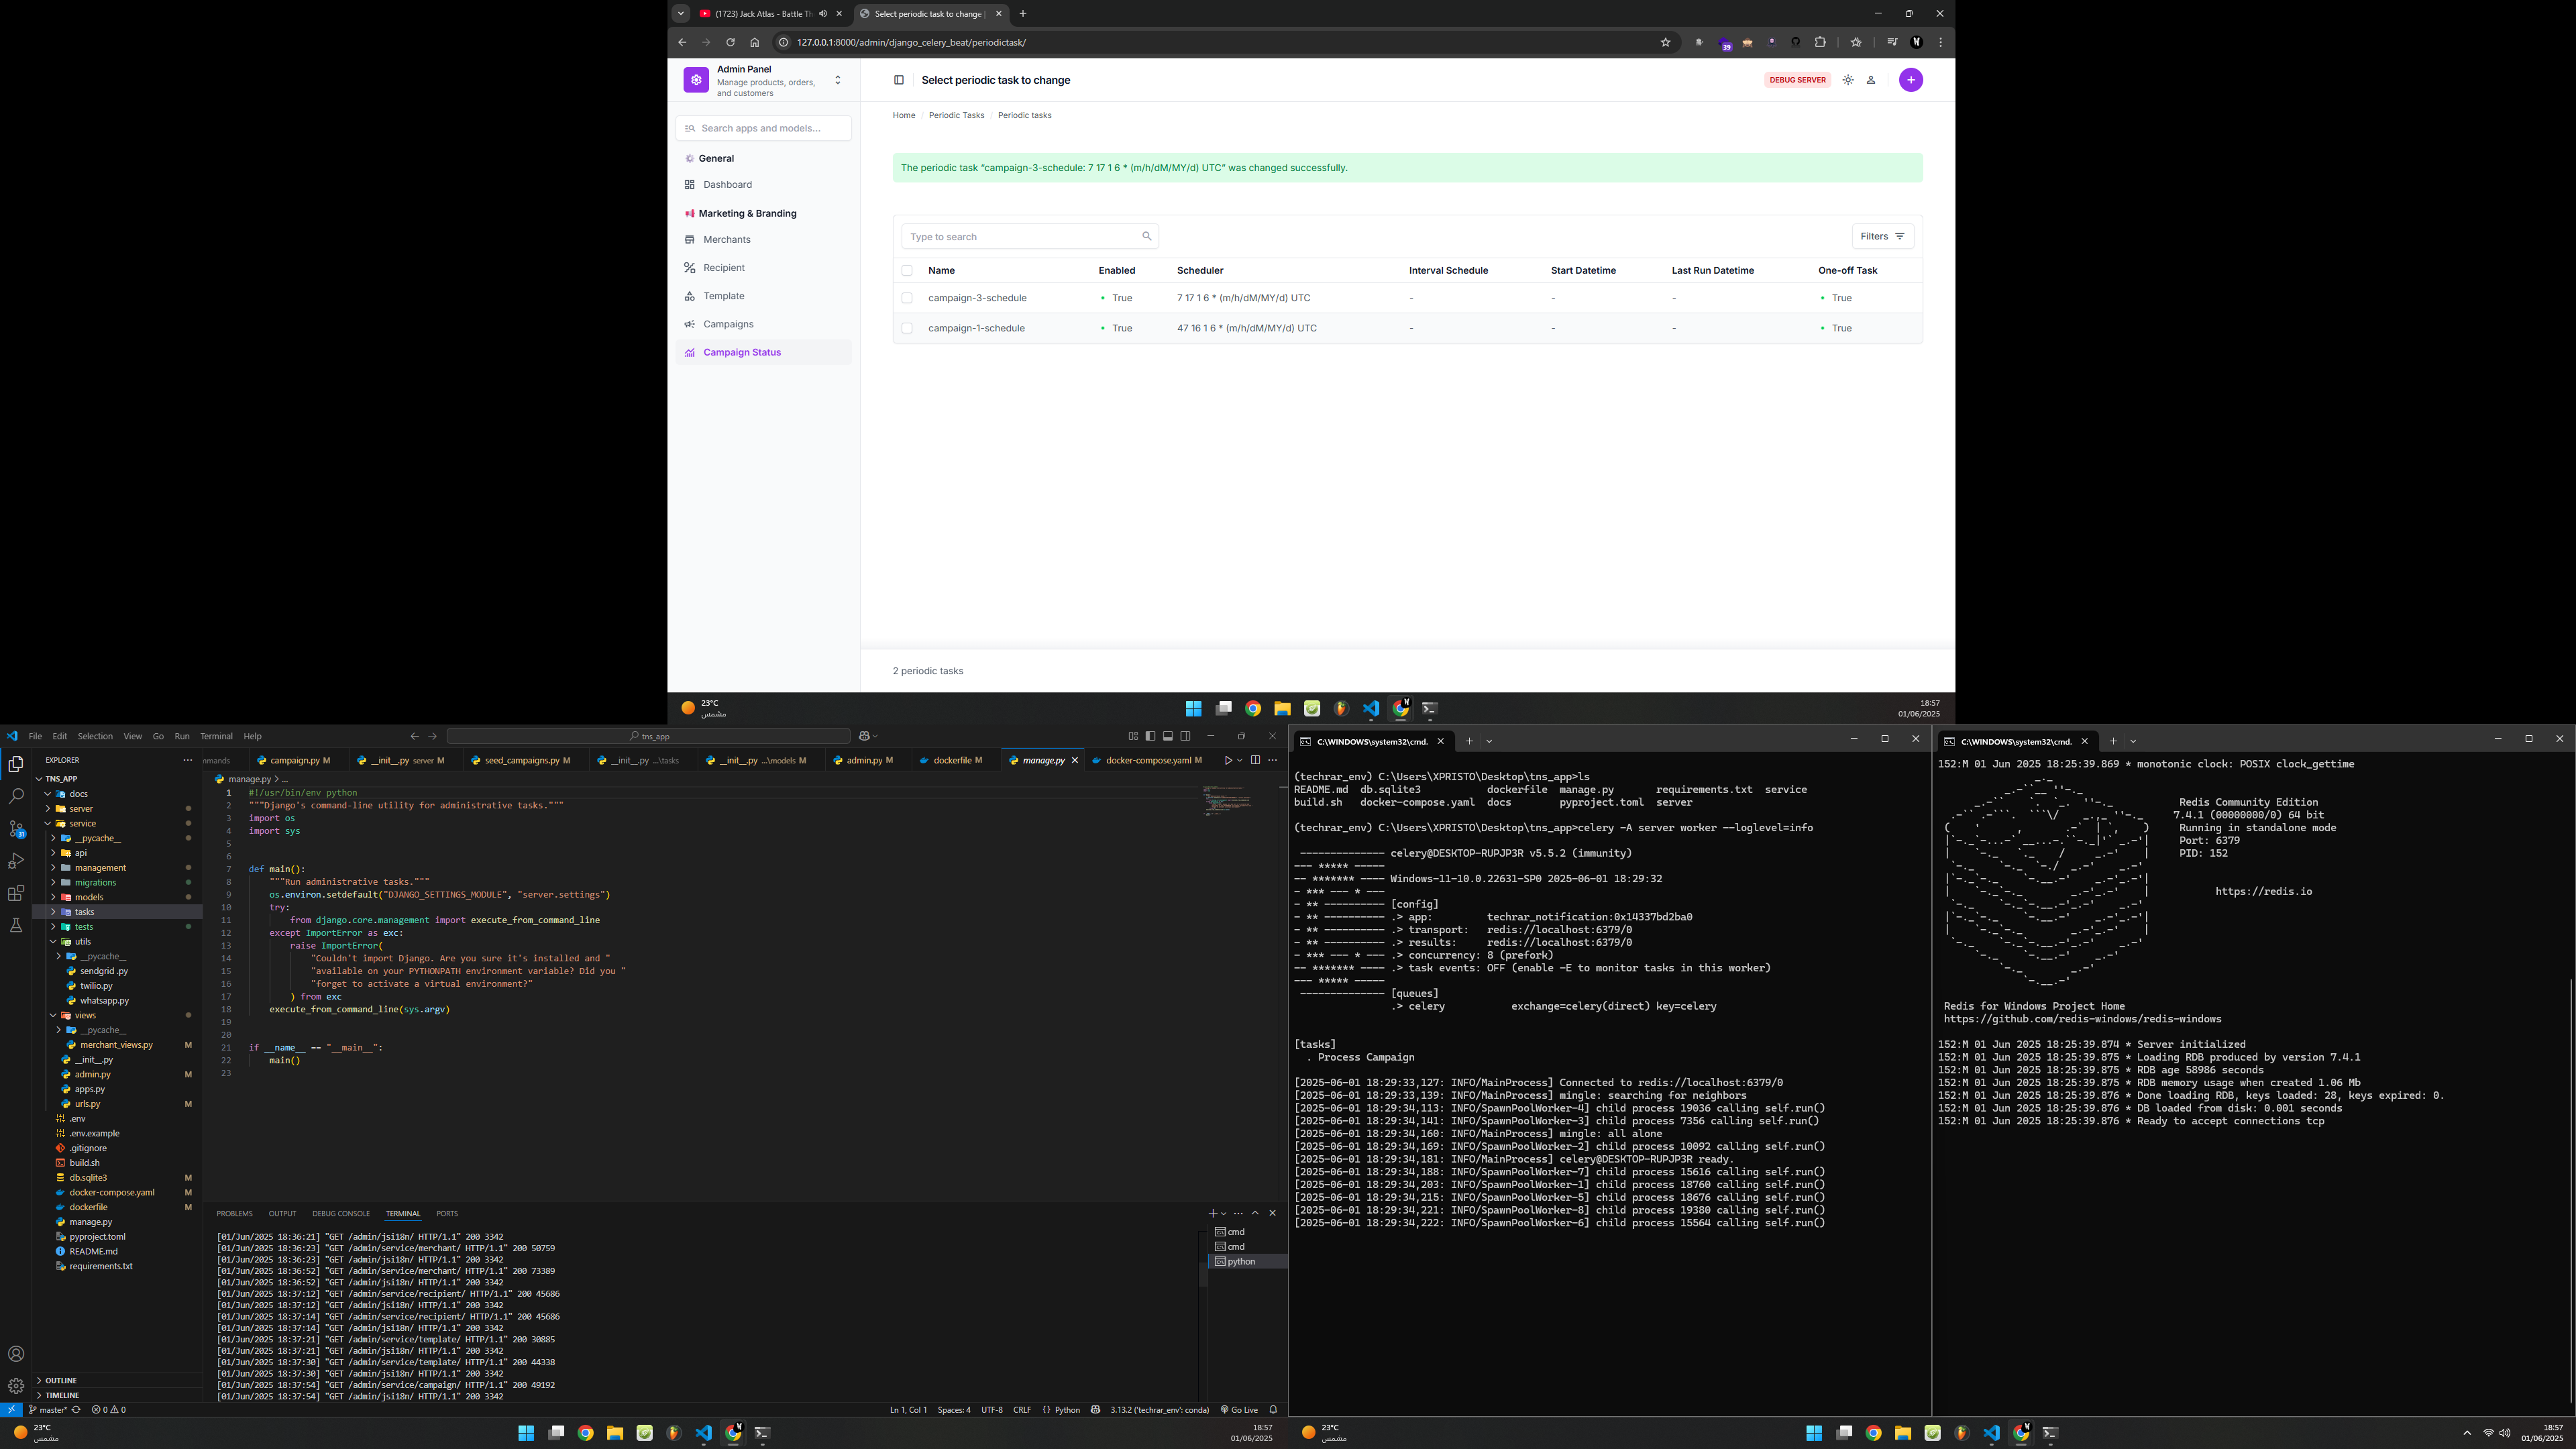 (1723) Jack Atlas - Battle Th
Select periodic task to change |
127.0.0.1:8000/admin/django_celery_beat/periodictask/
39
Admin Panel
Manage products, orders,
and customers
Select periodic task to change
DEBUG SERVER
Home / Periodic Tasks / Periodic tasks
Search apps and models...
General
Dashboard
Marketing & Branding
Merchants
Recipient
Template
Campaigns
Campaign Status
The periodic task “campaign-3-schedule: 7 17 1 6 * (m/h/dM/MY/d) UTC” was changed successfully.
Type to search
Filters
Name Enabled Scheduler Interval Schedule Start Datetime Last Run Datetime One-off Task
campaign-3-schedule True 7 17 1 6 * (m/h/dM/MY/d) UTC - - - True
campaign-1-schedule True 47 16 1 6 * (m/h/dM/MY/d) UTC - - - True
2 periodic tasks
23°C
مشمس
18:57
01/06/2025
File Edit Selection View Go Run Terminal Help
tns_app
EXPLORER
TNS_APP
docs
server
service
__pycache__
api
management
migrations
models
tasks
tests
utils
__pycache__
sendgrid .py
twilio.py
whatsapp.py
views
__pycache__
merchant_views.py M
__init__.py
admin.py M
apps.py
urls.py M
.env
.env.example
.gitignore
build.sh
db.sqlite3 M
docker-compose.yaml M
dockerfile M
manage.py
pyproject.toml
README.md
requirements.txt
OUTLINE
TIMELINE
31
mmands campaign.py M __init__.py server M seed_campaigns.py M __init__.py ...\tasks __init__.py ...\models M admin.py M dockerfile M manage.py docker-compose.yaml M
manage.py > ...
1 #!/usr/bin/env python
2 """Django's command-line utility for administrative tasks."""
3 import os
4 import sys
5
6
7 def main():
8 """Run administrative tasks."""
9 os.environ.setdefault("DJANGO_SETTINGS_MODULE", "server.settings")
10 try:
11 from django.core.management import execute_from_command_line
12 except ImportError as exc:
13 raise ImportError(
14 "Couldn't import Django. Are you sure it's installed and "
15 "available on your PYTHONPATH environment variable? Did you "
16 "forget to activate a virtual environment?"
17 ) from exc
18 execute_from_command_line(sys.argv)
19
20
21 if __name__ == "__main__":
22 main()
23
PROBLEMS OUTPUT DEBUG CONSOLE TERMINAL PORTS
[01/Jun/2025 18:36:21] "GET /admin/jsi18n/ HTTP/1.1" 200 3342
[01/Jun/2025 18:36:23] "GET /admin/service/merchant/ HTTP/1.1" 200 50759
[01/Jun/2025 18:36:23] "GET /admin/jsi18n/ HTTP/1.1" 200 3342
[01/Jun/2025 18:36:52] "GET /admin/service/merchant/ HTTP/1.1" 200 73389
[01/Jun/2025 18:36:52] "GET /admin/jsi18n/ HTTP/1.1" 200 3342
[01/Jun/2025 18:37:12] "GET /admin/service/recipient/ HTTP/1.1" 200 45686
[01/Jun/2025 18:37:12] "GET /admin/jsi18n/ HTTP/1.1" 200 3342
[01/Jun/2025 18:37:14] "GET /admin/service/recipient/ HTTP/1.1" 200 45686
[01/Jun/2025 18:37:14] "GET /admin/jsi18n/ HTTP/1.1" 200 3342
[01/Jun/2025 18:37:21] "GET /admin/service/template/ HTTP/1.1" 200 30885
[01/Jun/2025 18:37:21] "GET /admin/jsi18n/ HTTP/1.1" 200 3342
[01/Jun/2025 18:37:30] "GET /admin/service/template/ HTTP/1.1" 200 44338
[01/Jun/2025 18:37:30] "GET /admin/jsi18n/ HTTP/1.1" 200 3342
[01/Jun/2025 18:37:54] "GET /admin/service/campaign/ HTTP/1.1" 200 49192
[01/Jun/2025 18:37:54] "GET /admin/jsi18n/ HTTP/1.1" 200 3342
cmd
cmd
python
master* 0 0 Ln 1, Col 1 Spaces: 4 UTF-8 CRLF Python 3.13.2 ('techrar_env': conda) Go Live
23°C
مشمس
18:57
01/06/2025
C:\WINDOWS\system32\cmd.
(techrar_env) C:\Users\XPRISTO\Desktop\tns_app>ls
README.md db.sqlite3 dockerfile manage.py requirements.txt service
build.sh docker-compose.yaml docs pyproject.toml server
(techrar_env) C:\Users\XPRISTO\Desktop\tns_app>celery -A server worker --loglevel=info
-------------- celery@DESKTOP-RUPJP3R v5.5.2 (immunity)
--- ***** -----
-- ******* ---- Windows-11-10.0.22631-SP0 2025-06-01 18:29:32
- *** --- * ---
- ** ---------- [config]
- ** ---------- .> app: techrar_notification:0x14337bd2ba0
- ** ---------- .> transport: redis://localhost:6379/0
- ** ---------- .> results: redis://localhost:6379/0
- *** --- * --- .> concurrency: 8 (prefork)
-- ******* ---- .> task events: OFF (enable -E to monitor tasks in this worker)
--- ***** -----
-------------- [queues]
.> celery exchange=celery(direct) key=celery
[tasks]
. Process Campaign
[2025-06-01 18:29:33,127: INFO/MainProcess] Connected to redis://localhost:6379/0
[2025-06-01 18:29:33,139: INFO/MainProcess] mingle: searching for neighbors
[2025-06-01 18:29:34,113: INFO/SpawnPoolWorker-4] child process 19036 calling self.run()
[2025-06-01 18:29:34,141: INFO/SpawnPoolWorker-3] child process 7356 calling self.run()
[2025-06-01 18:29:34,160: INFO/MainProcess] mingle: all alone
[2025-06-01 18:29:34,169: INFO/SpawnPoolWorker-2] child process 10092 calling self.run()
[2025-06-01 18:29:34,181: INFO/MainProcess] celery@DESKTOP-RUPJP3R ready.
[2025-06-01 18:29:34,188: INFO/SpawnPoolWorker-7] child process 15616 calling self.run()
[2025-06-01 18:29:34,203: INFO/SpawnPoolWorker-1] child process 18760 calling self.run()
[2025-06-01 18:29:34,215: INFO/SpawnPoolWorker-5] child process 18676 calling self.run()
[2025-06-01 18:29:34,221: INFO/SpawnPoolWorker-8] child process 19380 calling self.run()
[2025-06-01 18:29:34,222: INFO/SpawnPoolWorker-6] child process 15564 calling self.run()
C:\WINDOWS\system32\cmd.
152:M 01 Jun 2025 18:25:39.869 * monotonic clock: POSIX clock_gettime
Redis Community Edition
7.4.1 (00000000/0) 64 bit
Running in standalone mode
Port: 6379
PID: 152
https://redis.io
Redis for Windows Project Home
https://github.com/redis-windows/redis-windows
152:M 01 Jun 2025 18:25:39.874 * Server initialized
152:M 01 Jun 2025 18:25:39.875 * Loading RDB produced by version 7.4.1
152:M 01 Jun 2025 18:25:39.875 * RDB age 58986 seconds
152:M 01 Jun 2025 18:25:39.875 * RDB memory usage when created 1.06 Mb
152:M 01 Jun 2025 18:25:39.876 * Done loading RDB, keys loaded: 28, keys expired: 0.
152:M 01 Jun 2025 18:25:39.876 * DB loaded from disk: 0.001 seconds
152:M 01 Jun 2025 18:25:39.876 * Ready to accept connections tcp
23°C
مشمس
18:57
01/06/2025